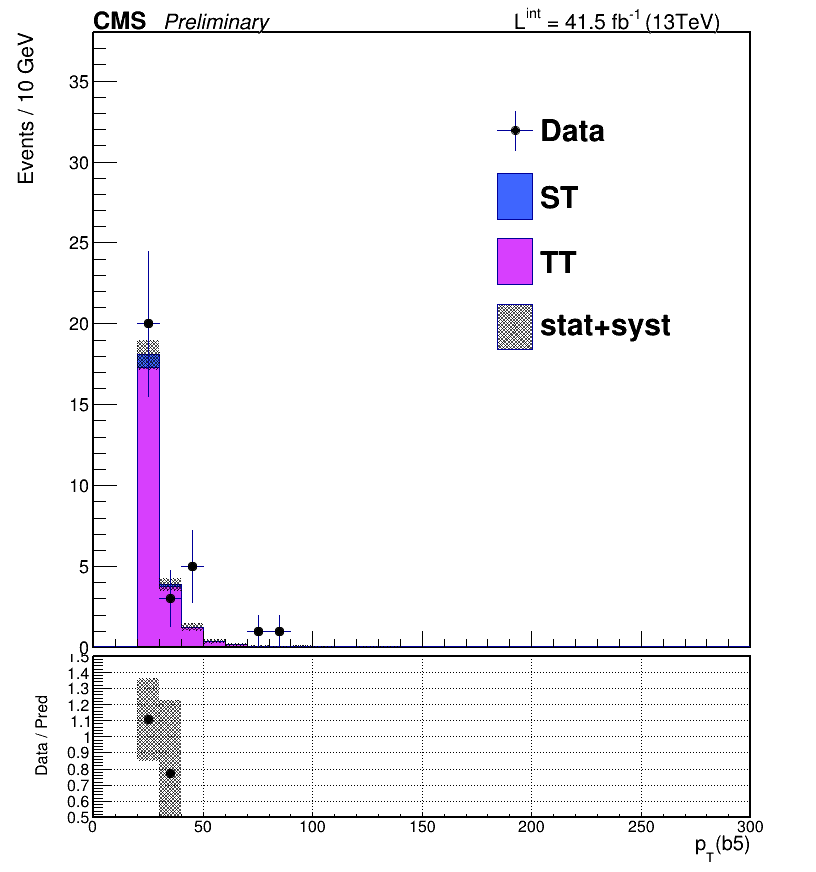 CMS Preliminary L^int = 41.5 fb^-1 (13TeV)
Events / 10 GeV
35
30
25
20
15
10
5
0
Data
ST
TT
stat+syst
Data / Pred
1.5
1.4
1.3
1.2
1.1
1
0.9
0.8
0.7
0.6
0.5
0 50 100 150 200 250 300
p_T(b5)